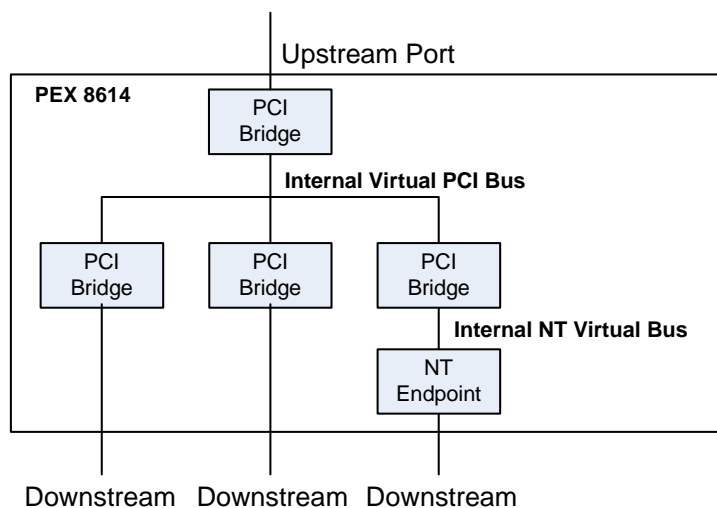 Upstream Port
PEX 8614
PCI
Bridge
Internal Virtual PCI Bus
PCI
Bridge
PCI
Bridge
PCI
Bridge
Internal NT Virtual Bus
NT
Endpoint
Downstream
Downstream
Downstream